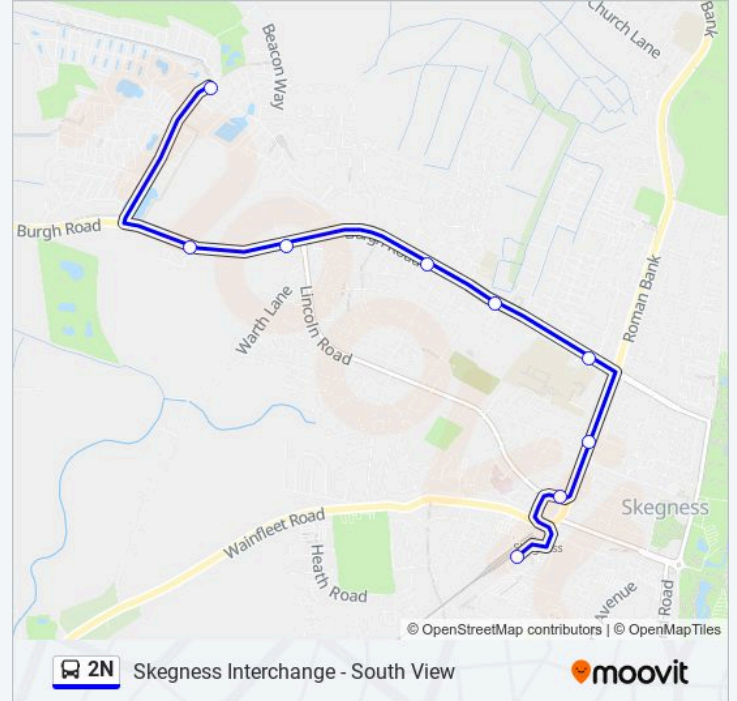 Church Lane
Bank
Beacon Way
Burgh Road
Burgh Road
Roman Bank
Warth Lane
Lincoln Road
Skegness
Wainfleet Road
Skegness
Heath Road
Avenue
Road
© OpenStreetMap contributors | © OpenMapTiles
2N Skegness Interchange - South View
moovit